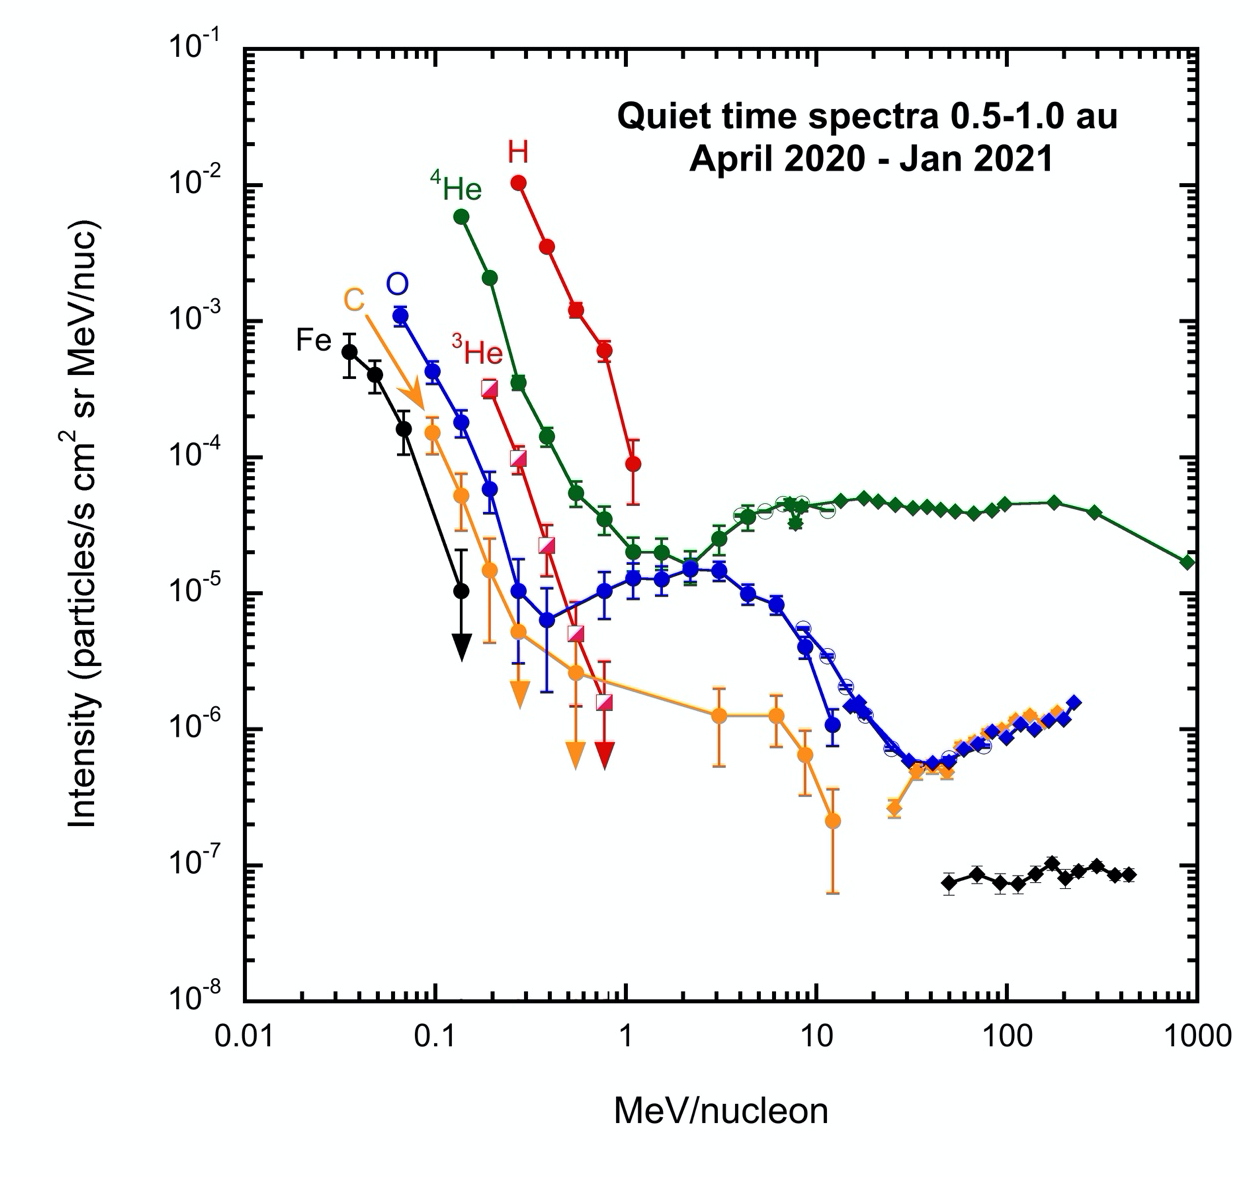 Quiet time spectra 0.5-1.0 au
April 2020 - Jan 2021
H
⁴He
O
C
³He
Fe
10⁻¹
10⁻²
10⁻³
10⁻⁴
10⁻⁵
10⁻⁶
10⁻⁷
10⁻⁸
0.01 0.1 1 10 100 1000
MeV/nucleon
Intensity (particles/s cm² sr MeV/nuc)